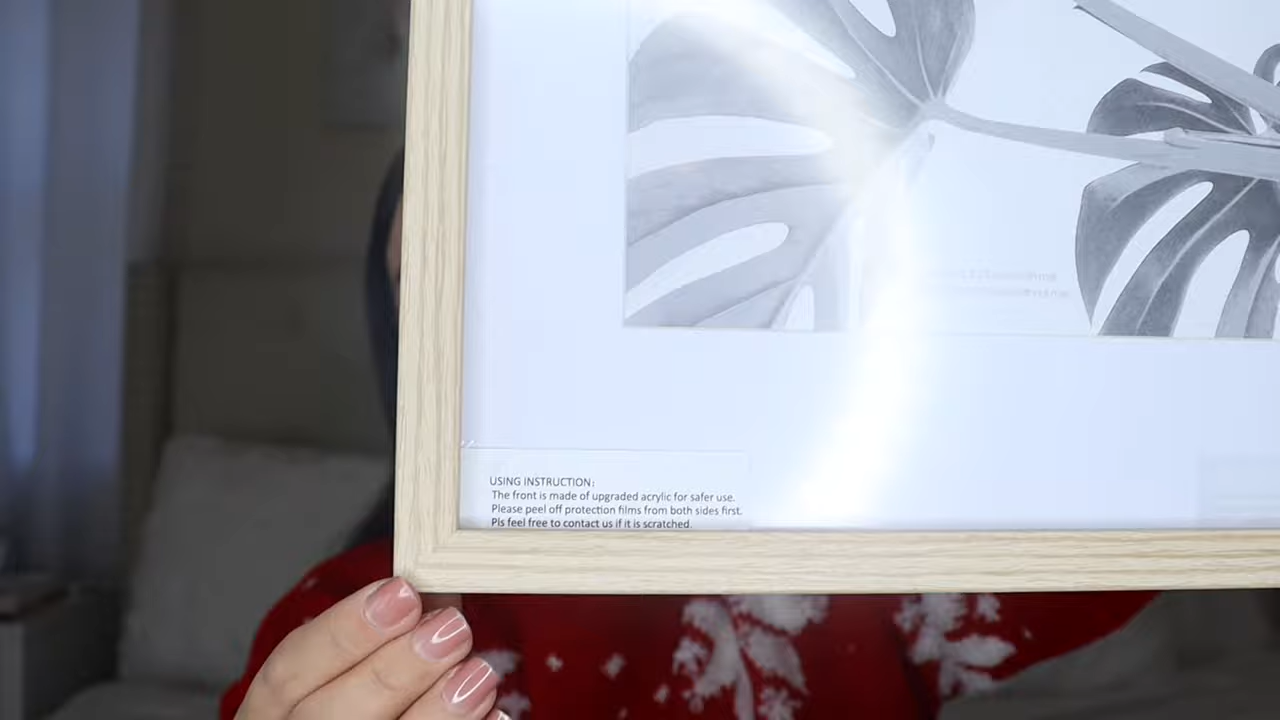 USING INSTRUCTION:
The front is made of upgraded acrylic for safer use.
Please peel off protection films from both sides first.
Pls feel free to contact us if it is scratched.